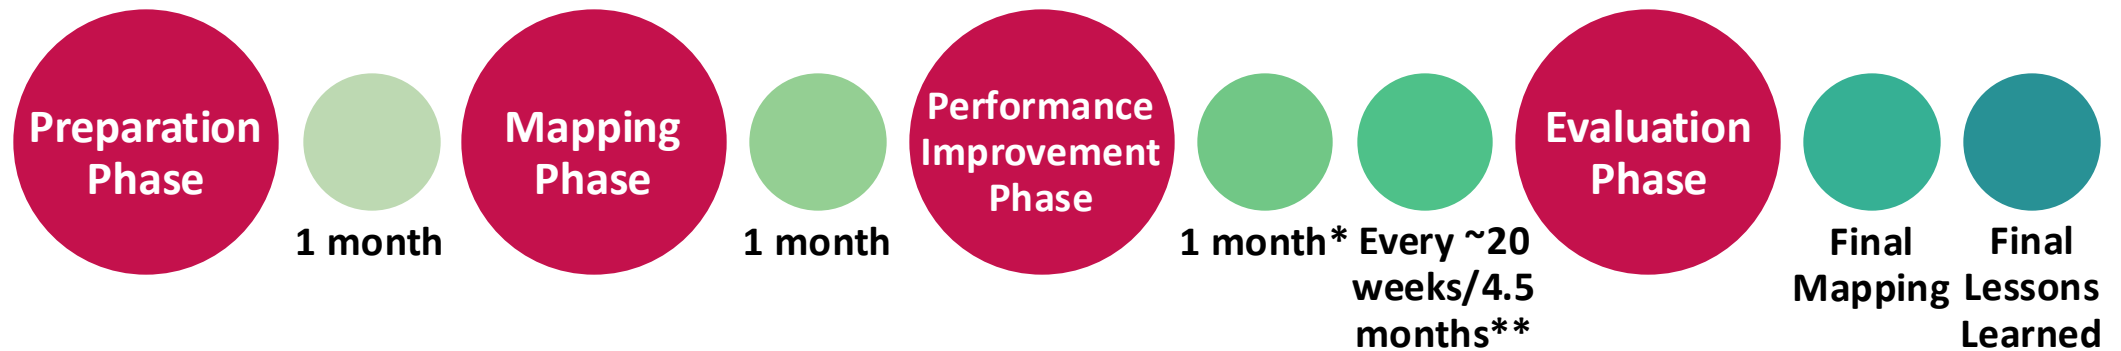 Preparation
Phase
1 month
Mapping
Phase
1 month
Performance
Improvement
Phase
1 month*
Every ~20
weeks/4.5
months**
Evaluation
Phase
Final
Mapping
Final
Lessons
Learned